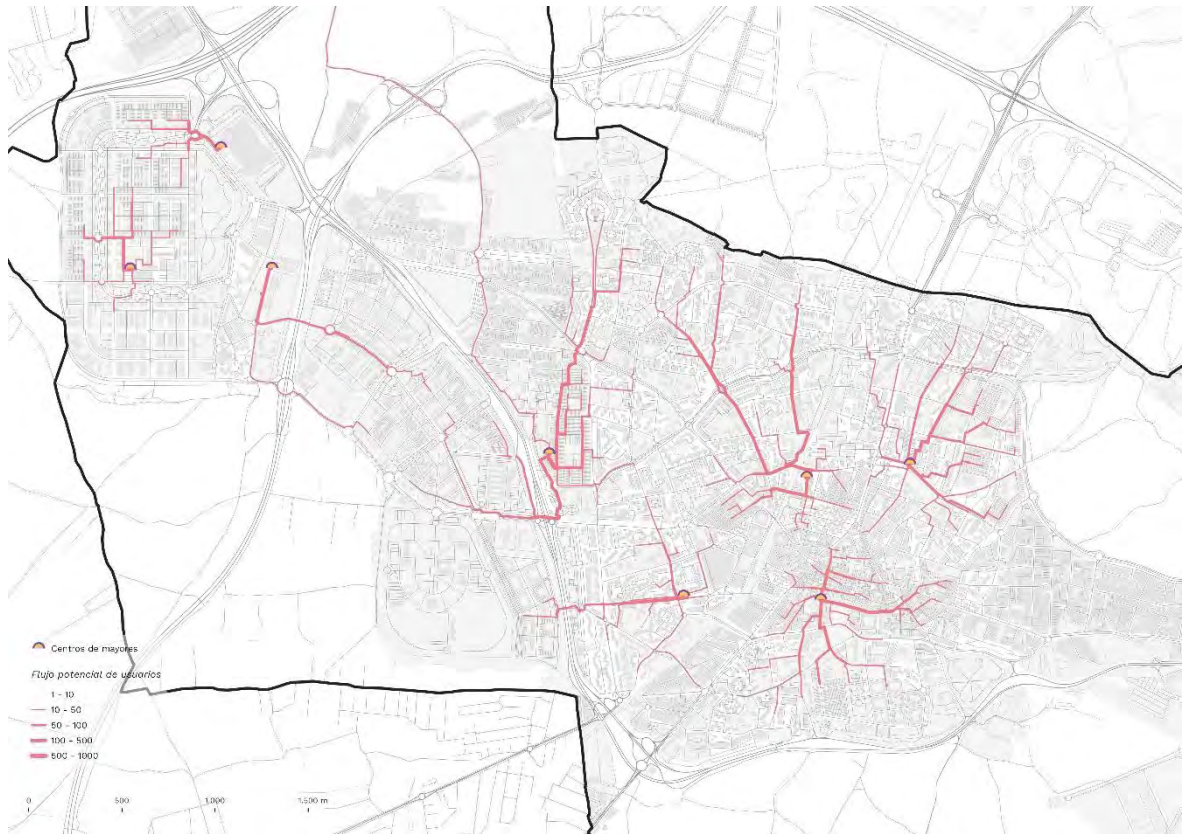 Centros de mayores
Flujo potencial de usuarios
1 - 10
10 - 50
50 - 100
100 - 500
500 - 1000
0 500 1.000 1.500 m